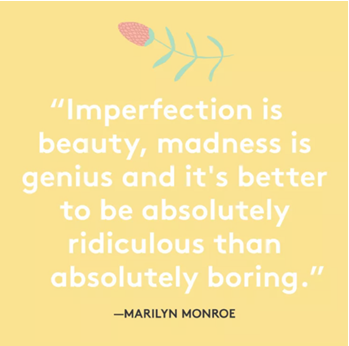 “Imperfection is
beauty, madness is
genius and it's better
to be absolutely
ridiculous than
absolutely boring.”
—MARILYN MONROE